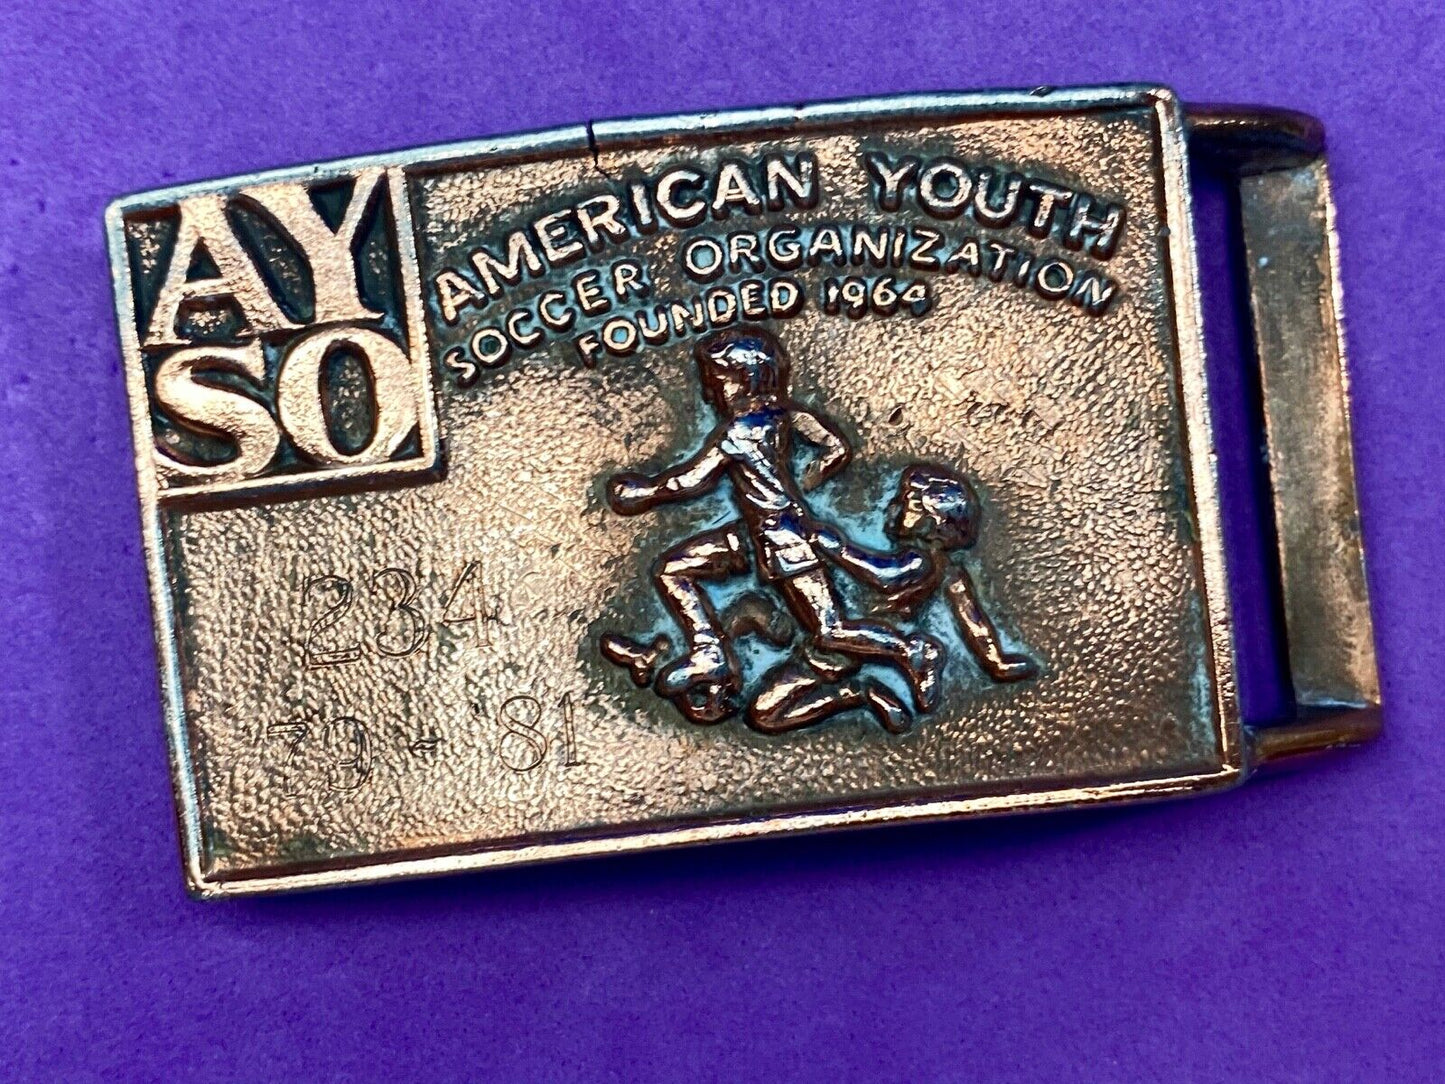 AY
SO
AMERICAN YOUTH
SOCCER ORGANIZATION
FOUNDED 1964
234
79 - '81